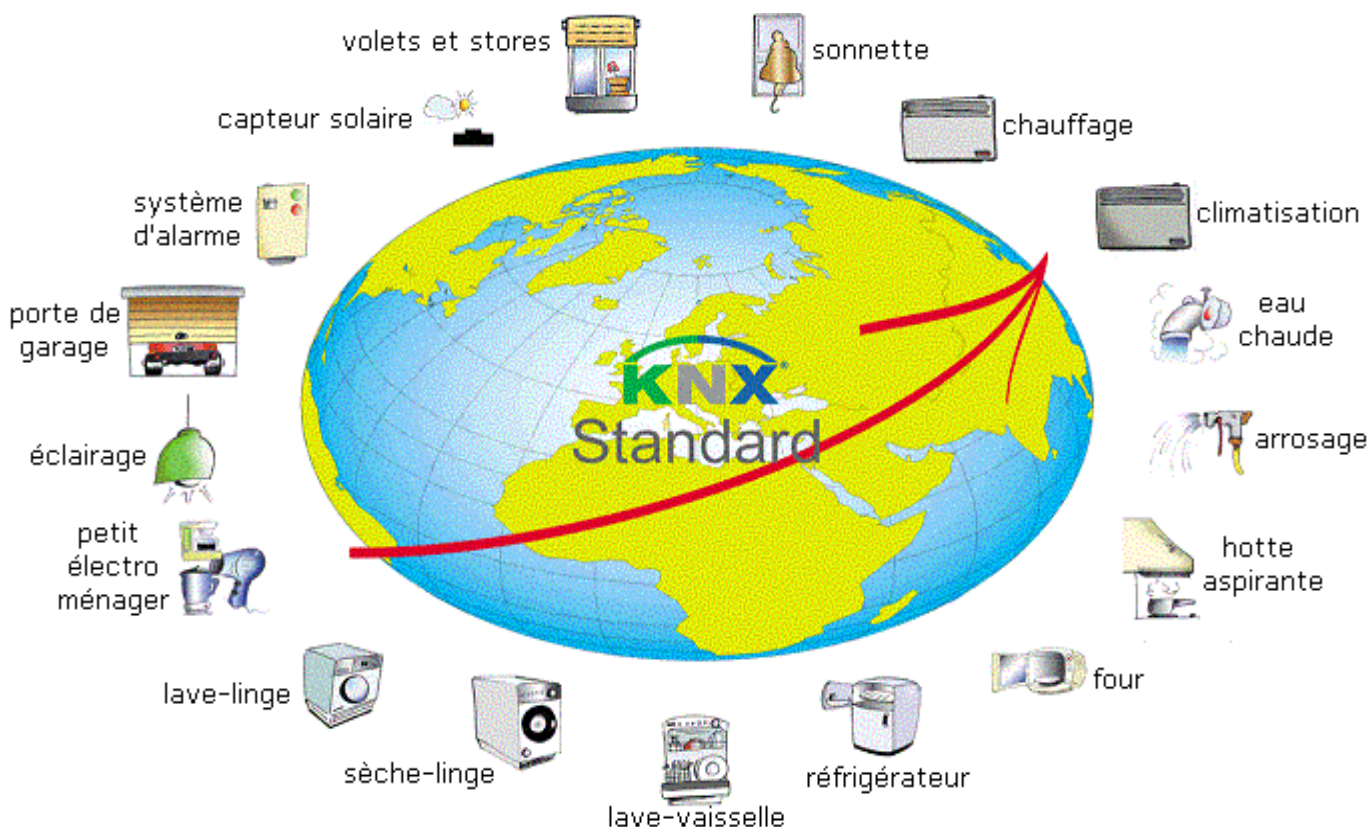 volets et stores
sonnette
capteur solaire
chauffage
système
d'alarme
climatisation
porte de
garage
eau
chaude
KNX®
Standard
éclairage
arrosage
petit
électro
ménager
hotte
aspirante
lave-linge
four
sèche-linge
réfrigérateur
lave-vaisselle